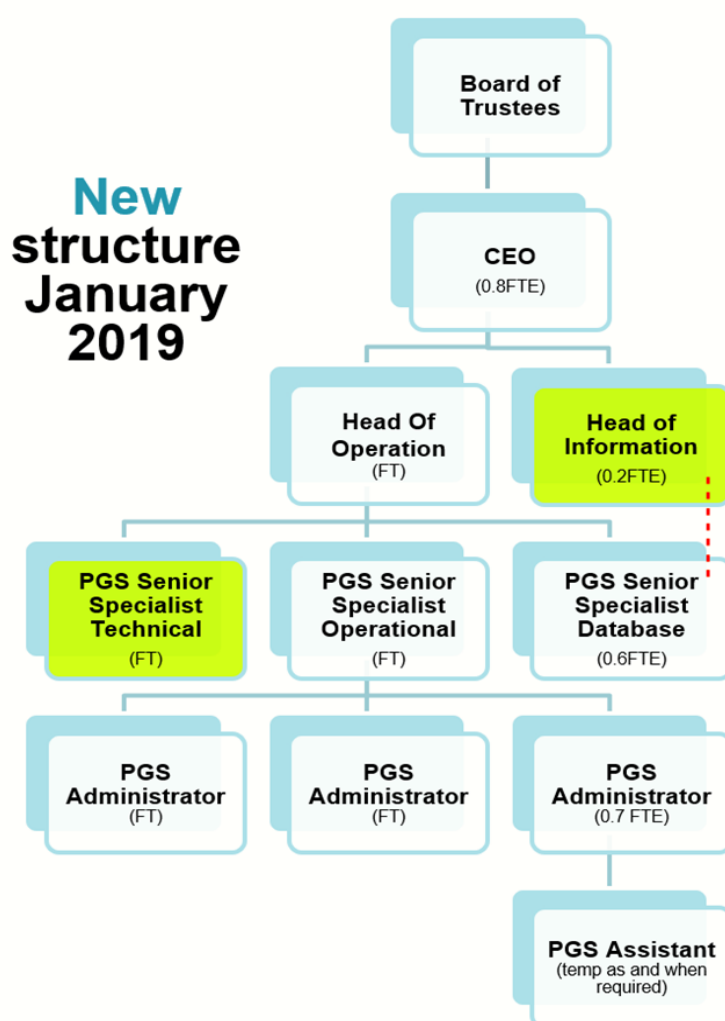 New
structure
January
2019
Board of
Trustees
CEO
(0.8FTE)
Head Of
Operation
(FT)
Head of
Information
(0.2FTE)
PGS Senior
Specialist
Technical
(FT)
PGS Senior
Specialist
Operational
(FT)
PGS Senior
Specialist
Database
(0.6FTE)
PGS
Administrator
(FT)
PGS
Administrator
(FT)
PGS
Administrator
(0.7 FTE)
PGS Assistant
(temp as and when
required)